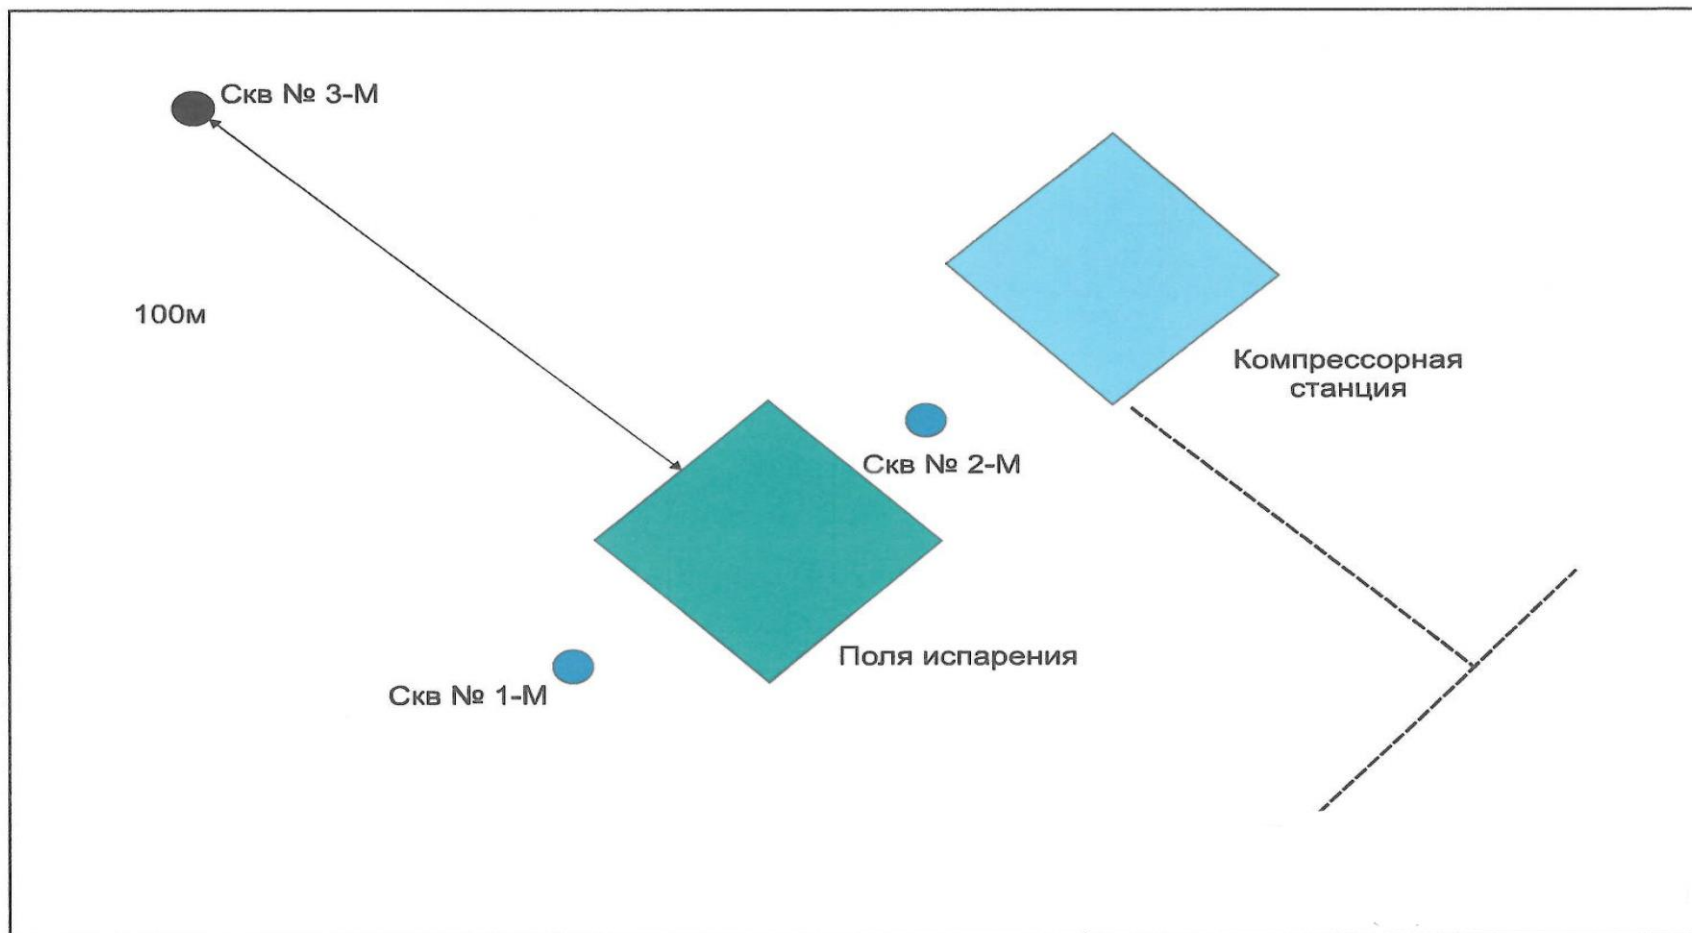 Скв № 3-М
100м
Компрессорная
станция
Скв № 2-М
Поля испарения
Скв № 1-М